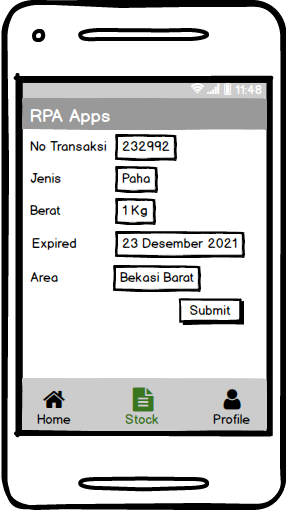 11:48
RPA Apps
No Transaksi 232992
Jenis Paha
Berat 1 Kg
Expired 23 Desember 2021
Area Bekasi Barat
Submit
Home Stock Profile